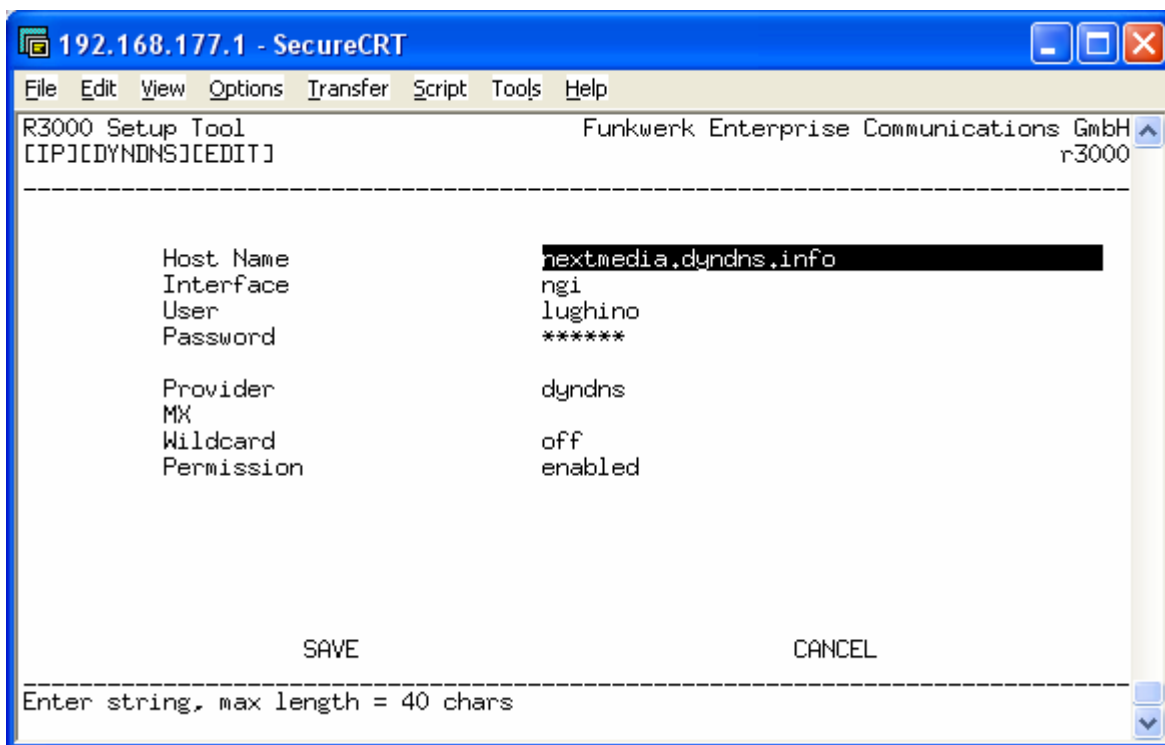 192.168.177.1 - SecureCRT
File Edit View Options Transfer Script Tools Help
R3000 Setup Tool Funkwerk Enterprise Communications GmbH
[IP][DYNDNS][EDIT] r3000
Host Name nextmedia.dyndns.info
Interface ngi
User lughino
Password ******
Provider dyndns
MX
Wildcard off
Permission enabled
SAVE CANCEL
Enter string, max length = 40 chars